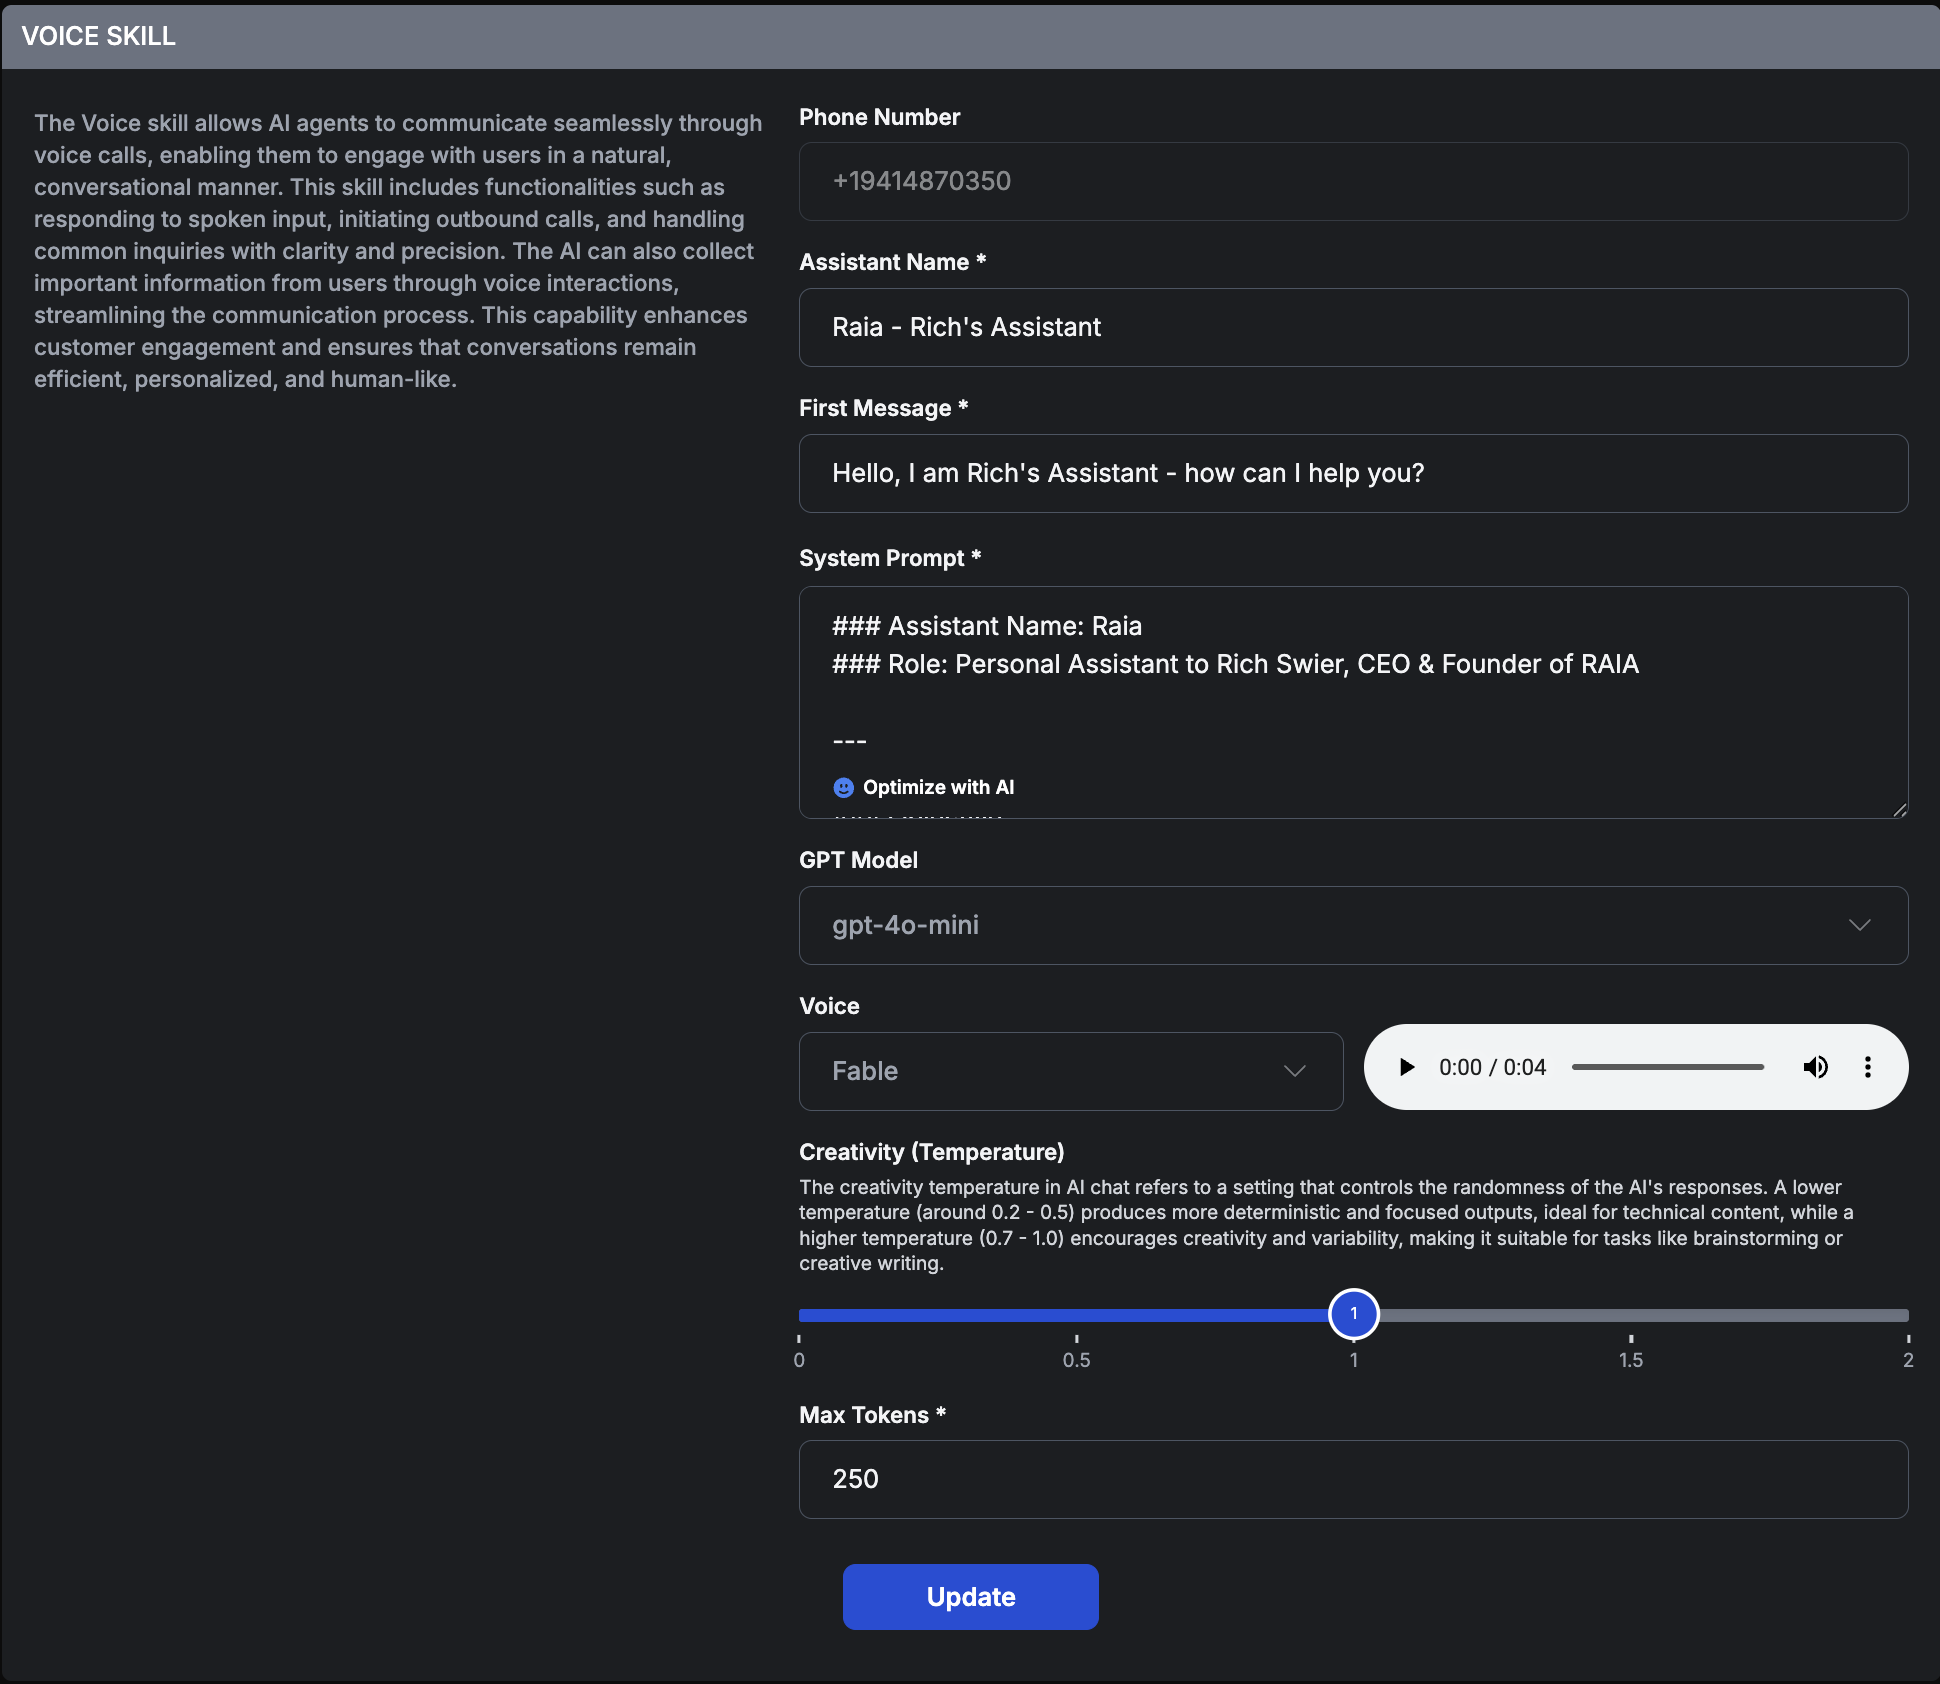 VOICE SKILL
The Voice skill allows AI agents to communicate seamlessly through
voice calls, enabling them to engage with users in a natural,
conversational manner. This skill includes functionalities such as
responding to spoken input, initiating outbound calls, and handling
common inquiries with clarity and precision. The AI can also collect
important information from users through voice interactions,
streamlining the communication process. This capability enhances
customer engagement and ensures that conversations remain
efficient, personalized, and human-like.
Phone Number
+19414870350
Assistant Name *
Raia - Rich's Assistant
First Message *
Hello, I am Rich's Assistant - how can I help you?
System Prompt *
### Assistant Name: Raia
### Role: Personal Assistant to Rich Swier, CEO & Founder of RAIA
---
Optimize with AI
GPT Model
gpt-4o-mini
Voice
Fable
0:00 / 0:04
Creativity (Temperature)
The creativity temperature in AI chat refers to a setting that controls the randomness of the AI's responses. A lower
temperature (around 0.2 - 0.5) produces more deterministic and focused outputs, ideal for technical content, while a
higher temperature (0.7 - 1.0) encourages creativity and variability, making it suitable for tasks like brainstorming or
creative writing.
1
0 0.5 1 1.5 2
Max Tokens *
250
Update